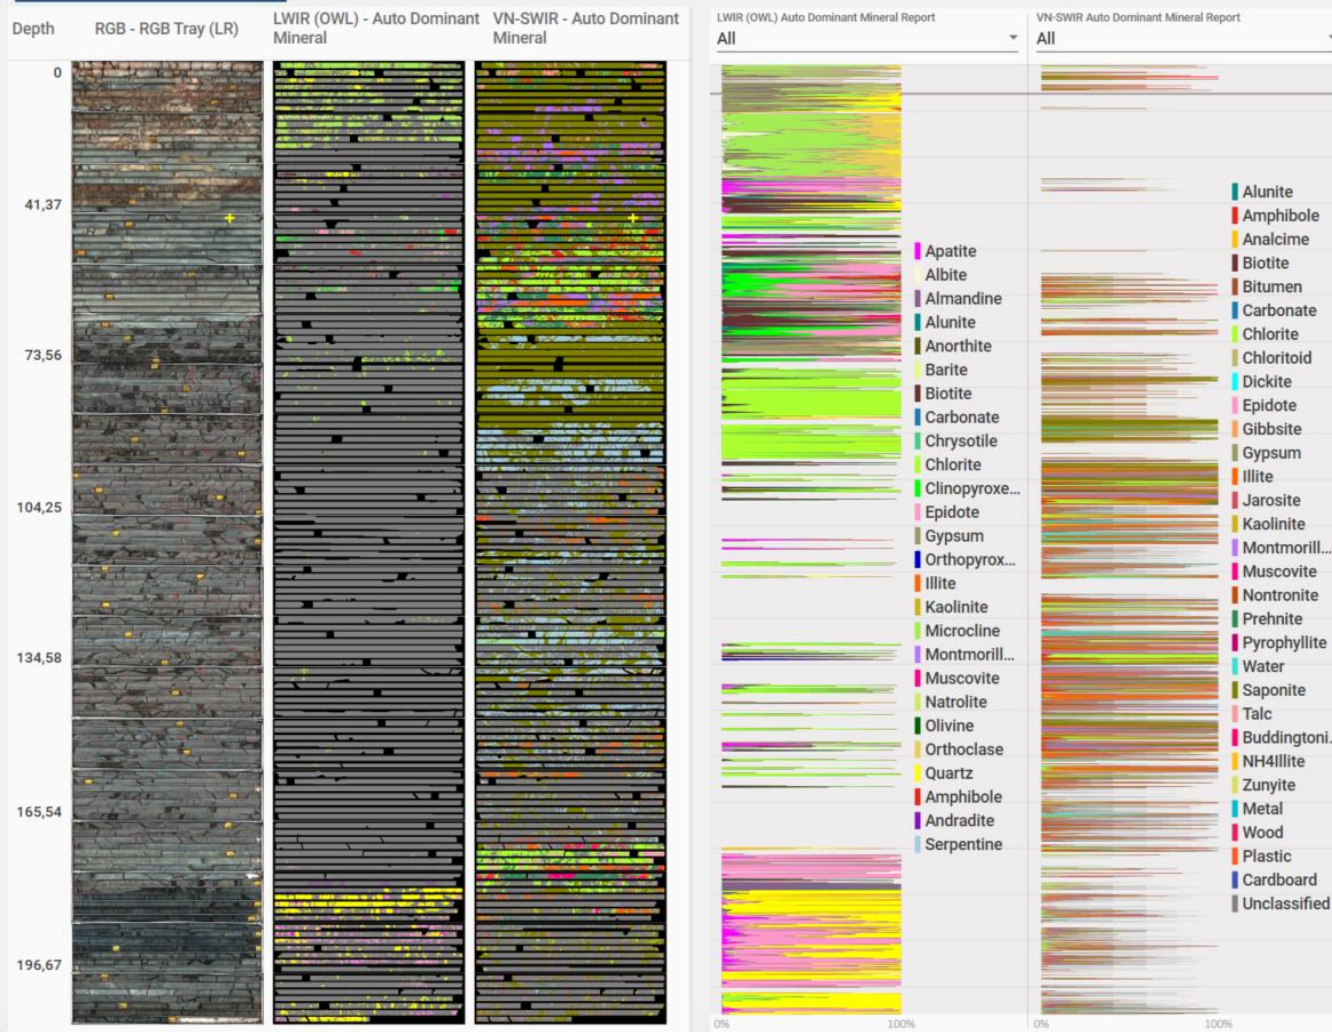 Depth
RGB - RGB Tray (LR)
LWIR (OWL) - Auto Dominant
Mineral
VN-SWIR - Auto Dominant
Mineral
0
41,37
73,56
104,25
134,58
165,54
196,67
LWIR (OWL) Auto Dominant Mineral Report
All
VN-SWIR Auto Dominant Mineral Report
All
Apatite
Albite
Almandine
Alunite
Anorthite
Barite
Biotite
Carbonate
Chrysotile
Chlorite
Clinopyroxe...
Epidote
Gypsum
Orthopyrox...
Illite
Kaolinite
Microcline
Montmorill...
Muscovite
Natrolite
Olivine
Orthoclase
Quartz
Amphibole
Andradite
Serpentine
Alunite
Amphibole
Analcime
Biotite
Bitumen
Carbonate
Chlorite
Chloritoid
Dickite
Epidote
Gibbsite
Gypsum
Illite
Jarosite
Kaolinite
Montmorill...
Muscovite
Nontronite
Prehnite
Pyrophyllite
Water
Saponite
Talc
Buddingtoni...
NH4Illite
Zunyite
Metal
Wood
Plastic
Cardboard
Unclassified
0%
100%
0%
100%